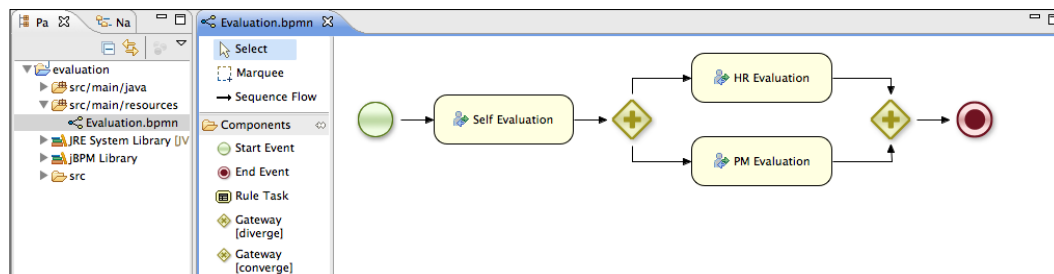 Pa
Na
evaluation
src/main/java
src/main/resources
Evaluation.bpmn
JRE System Library [JV
jBPM Library
src
Evaluation.bpmn
Select
Marquee
Sequence Flow
Components
Start Event
End Event
Rule Task
Gateway
[diverge]
Gateway
[converge]
Self Evaluation
HR Evaluation
PM Evaluation